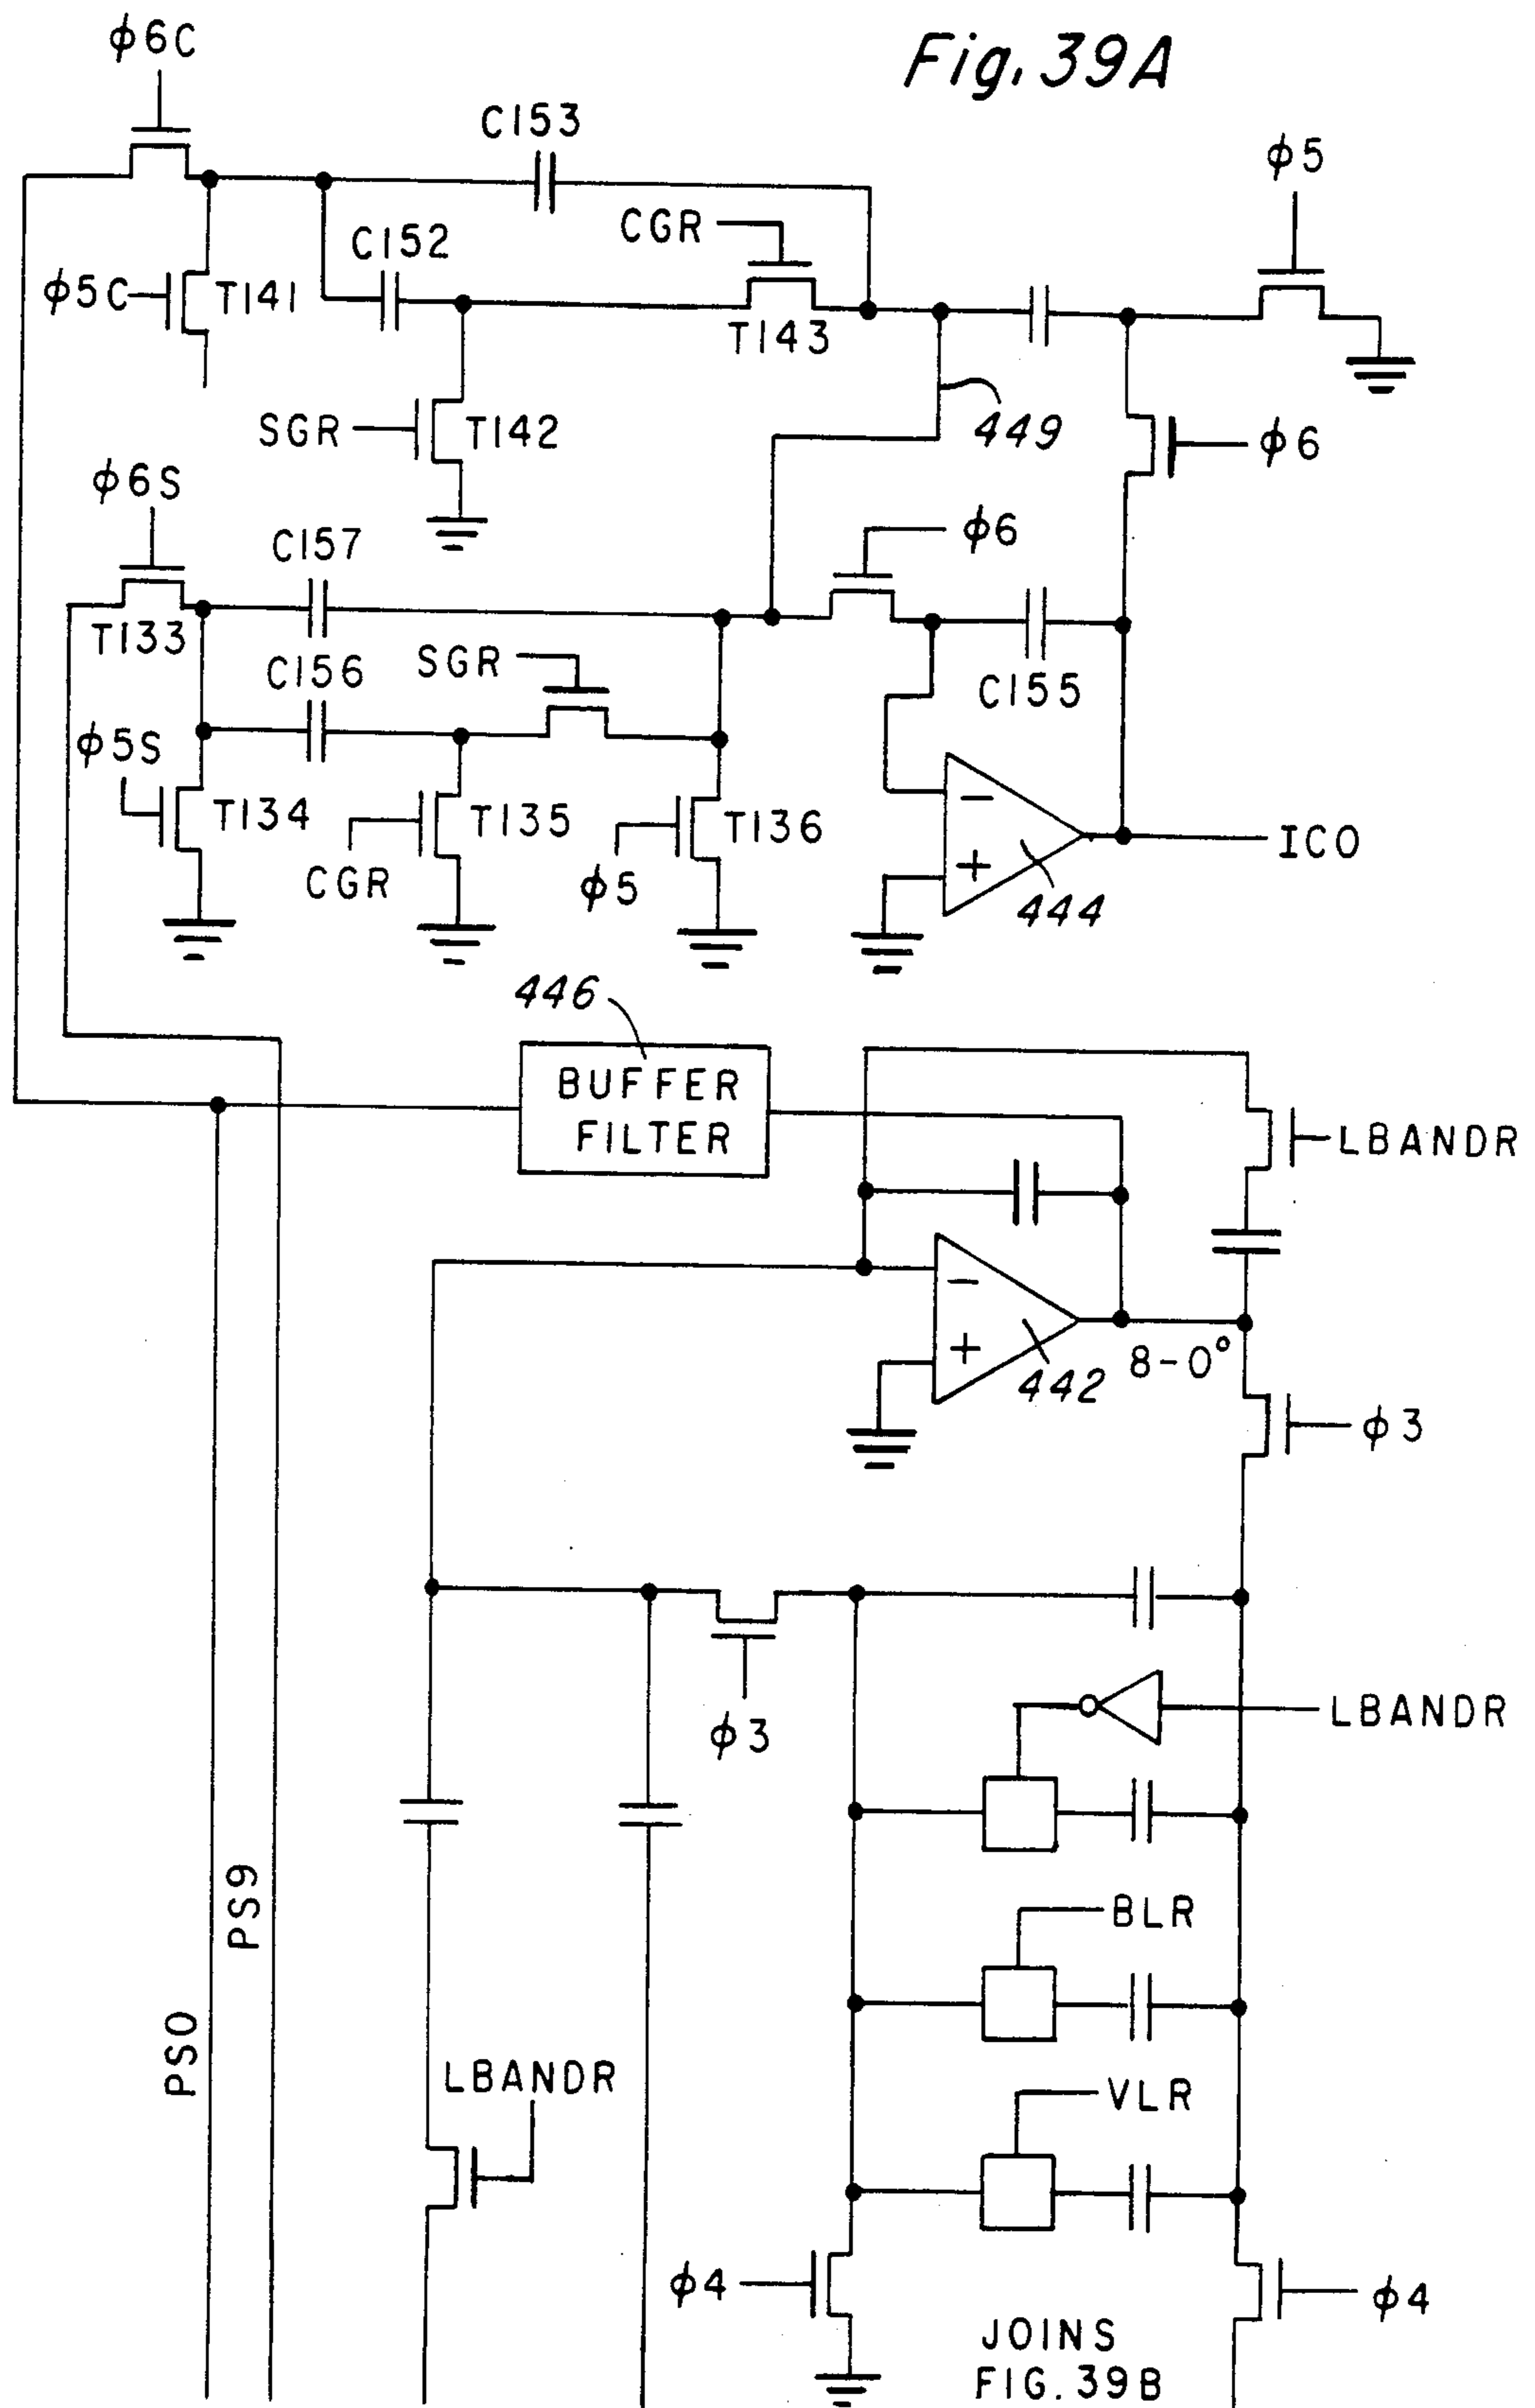 Fig. 39A
ϕ6C
C153
ϕ5
CGR
C152
ϕ5C
T141
T143
SGR
T142
449
ϕ6
ϕ6S
C157
ϕ6
T133
SGR
C156
C155
ϕ5S
T134
T135
T136
CGR
ϕ5
−
+
444
ICO
446
BUFFER
FILTER
LBANDR
−
+
442
8-0°
ϕ3
ϕ3
LBANDR
PS9
BLR
PS0
LBANDR
VLR
ϕ4
ϕ4
JOINS
FIG. 39B